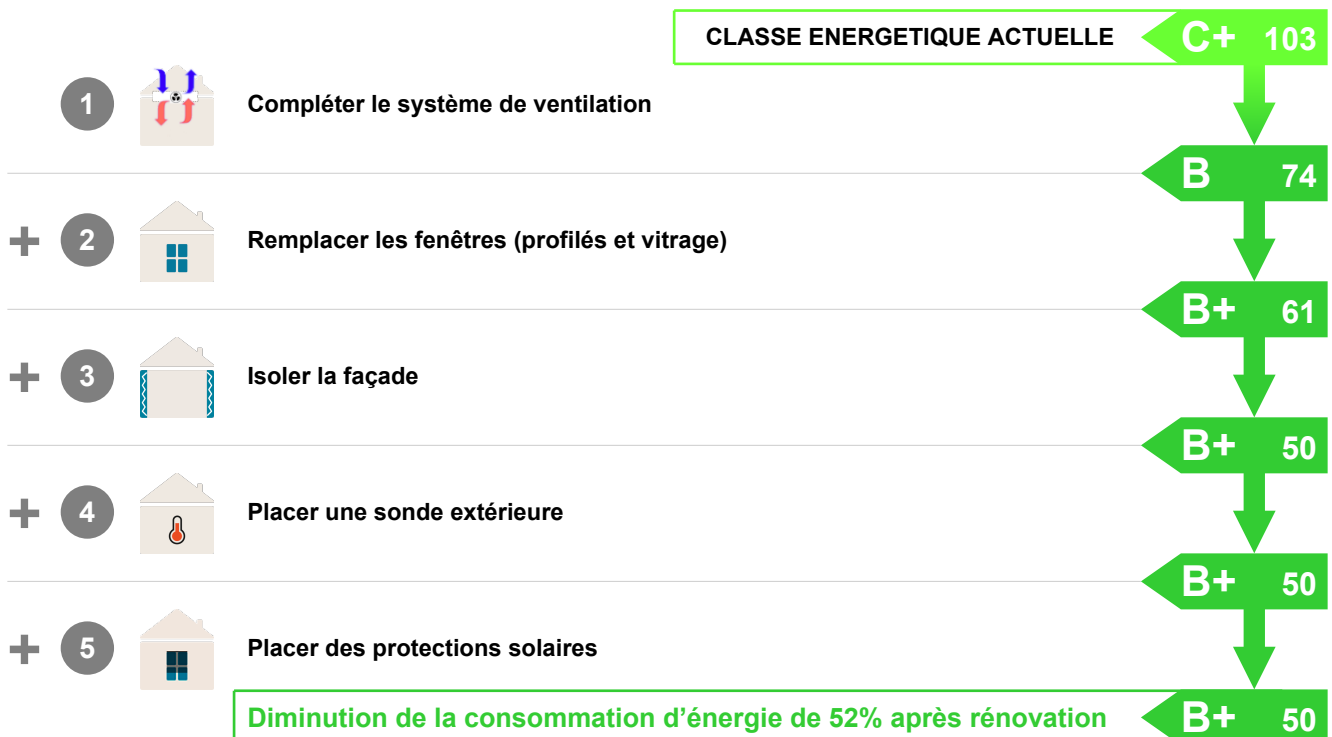 CLASSE ENERGETIQUE ACTUELLE C+ 103
1 Compléter le système de ventilation
B 74
+ 2 Remplacer les fenêtres (profilés et vitrage)
B+ 61
+ 3 Isoler la façade
B+ 50
+ 4 Placer une sonde extérieure
B+ 50
+ 5 Placer des protections solaires
Diminution de la consommation d’énergie de 52% après rénovation B+ 50